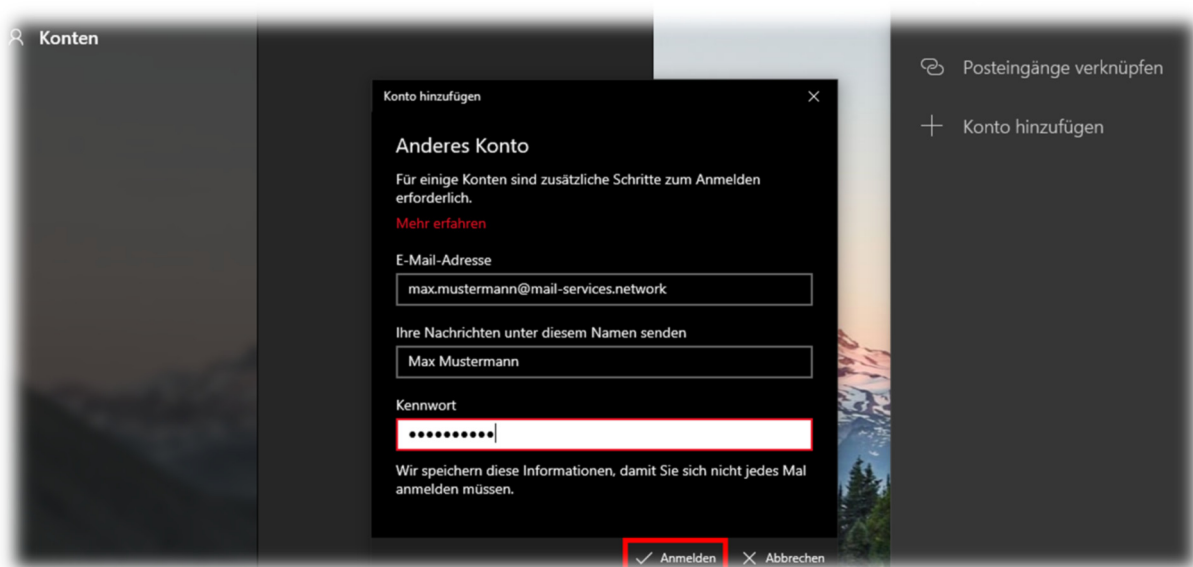 Konten
Konto hinzufügen
Anderes Konto
Für einige Konten sind zusätzliche Schritte zum Anmelden
erforderlich.
Mehr erfahren
E-Mail-Adresse
max.mustermann@mail-services.network
Ihre Nachrichten unter diesem Namen senden
Max Mustermann
Kennwort
••••••••••
Wir speichern diese Informationen, damit Sie sich nicht jedes Mal
anmelden müssen.
Anmelden
Abbrechen
Posteingänge verknüpfen
Konto hinzufügen